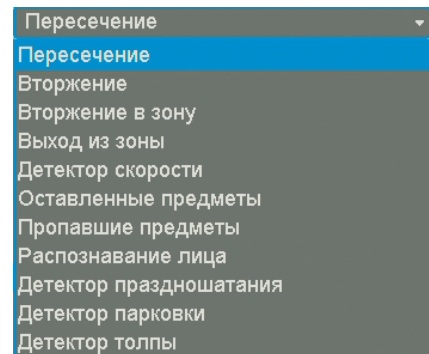 Пересечение
Пересечение
Вторжение
Вторжение в зону
Выход из зоны
Детектор скорости
Оставленные предметы
Пропавшие предметы
Распознавание лица
Детектор праздношатания
Детектор парковки
Детектор толпы